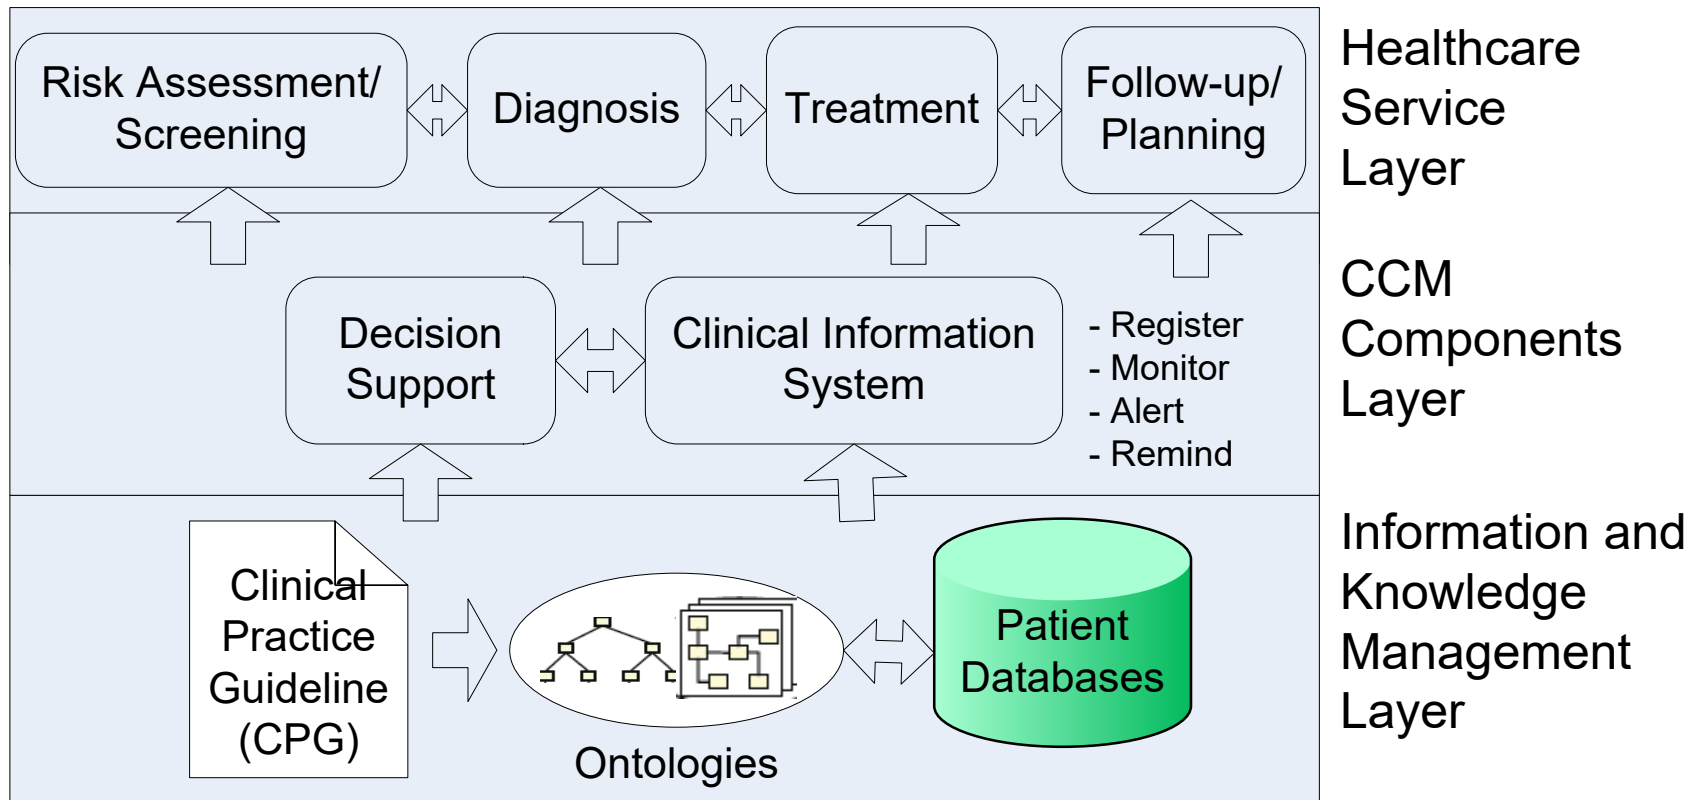 Risk Assessment/
Screening
Diagnosis
Treatment
Follow-up/
Planning
Healthcare
Service
Layer
Decision
Support
Clinical Information
System
- Register
- Monitor
- Alert
- Remind
CCM
Components
Layer
Clinical
Practice
Guideline
(CPG)
Ontologies
Patient
Databases
Information and
Knowledge
Management
Layer